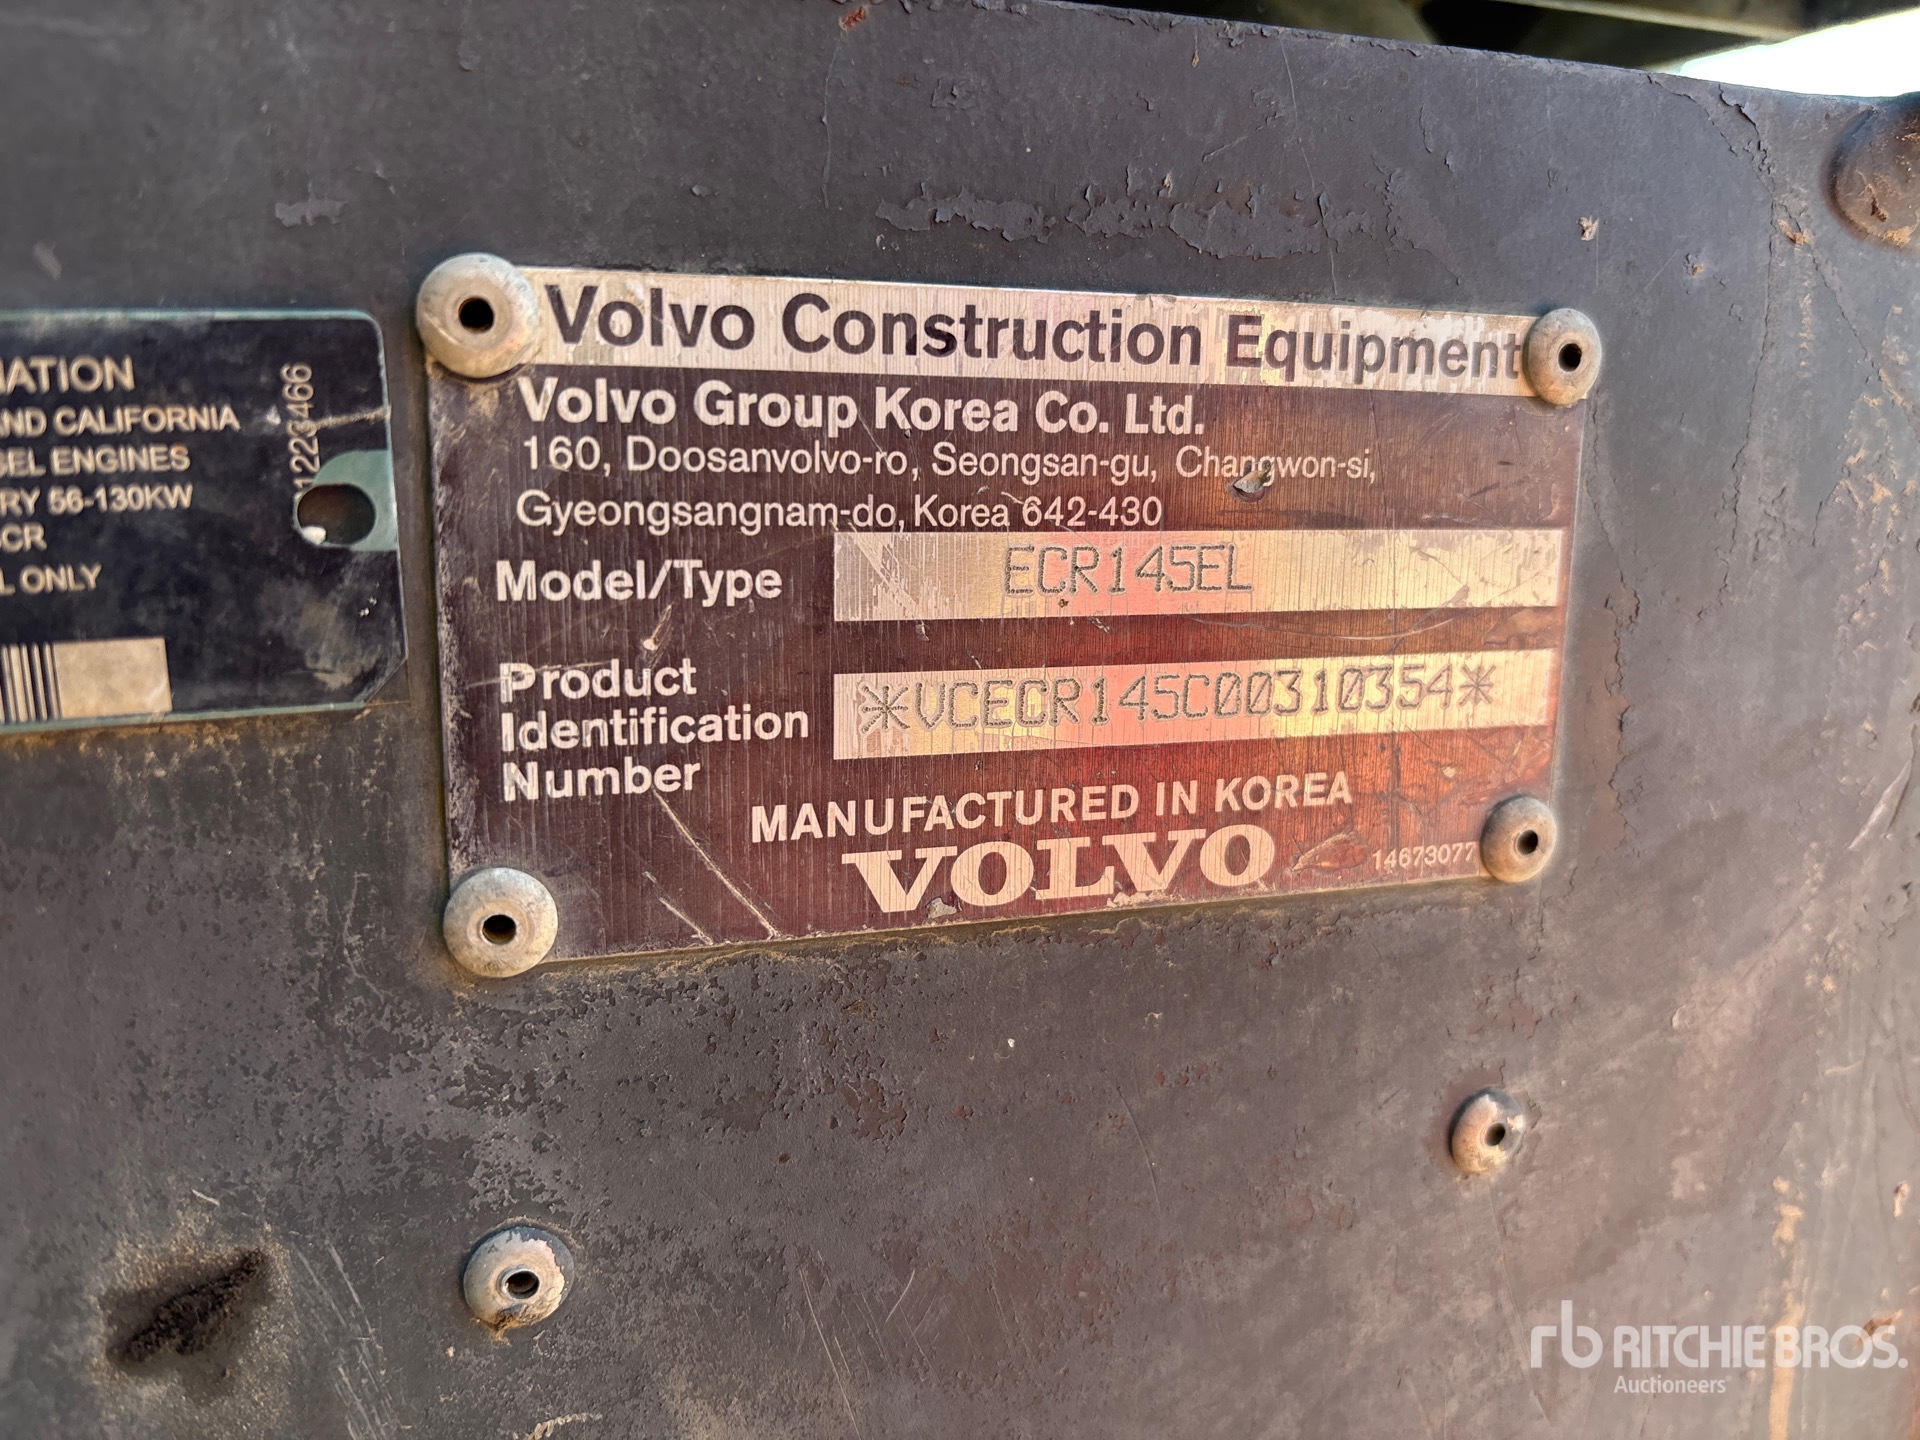 MATION
AND CALIFORNIA
SEL ENGINES
RY 56-130KW
CR
L ONLY
Volvo Construction Equipment
Volvo Group Korea Co. Ltd.
160, Doosanvolvo-ro, Seongsan-gu, Changwon-si,
Gyeongsangnam-do, Korea 642-430
Model/Type ECR145EL
Product
Identification
Number
*VCECR145C00310354*
MANUFACTURED IN KOREA
VOLVO
14673077
rb RITCHIE BROS.
Auctioneers